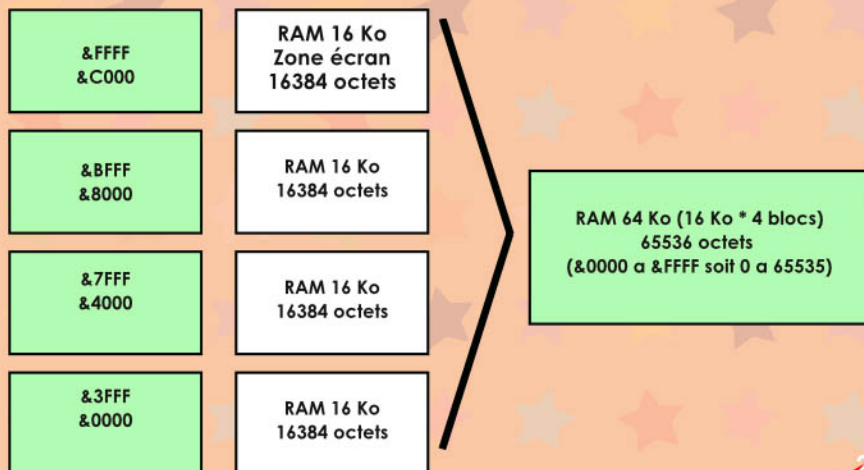 &FFFF
&C000
RAM 16 Ko
Zone écran
16384 octets
&BFFF
&8000
RAM 16 Ko
16384 octets
&7FFF
&4000
RAM 16 Ko
16384 octets
&3FFF
&0000
RAM 16 Ko
16384 octets
RAM 64 Ko (16 Ko * 4 blocs)
65536 octets
(&0000 a &FFFF soit 0 a 65535)